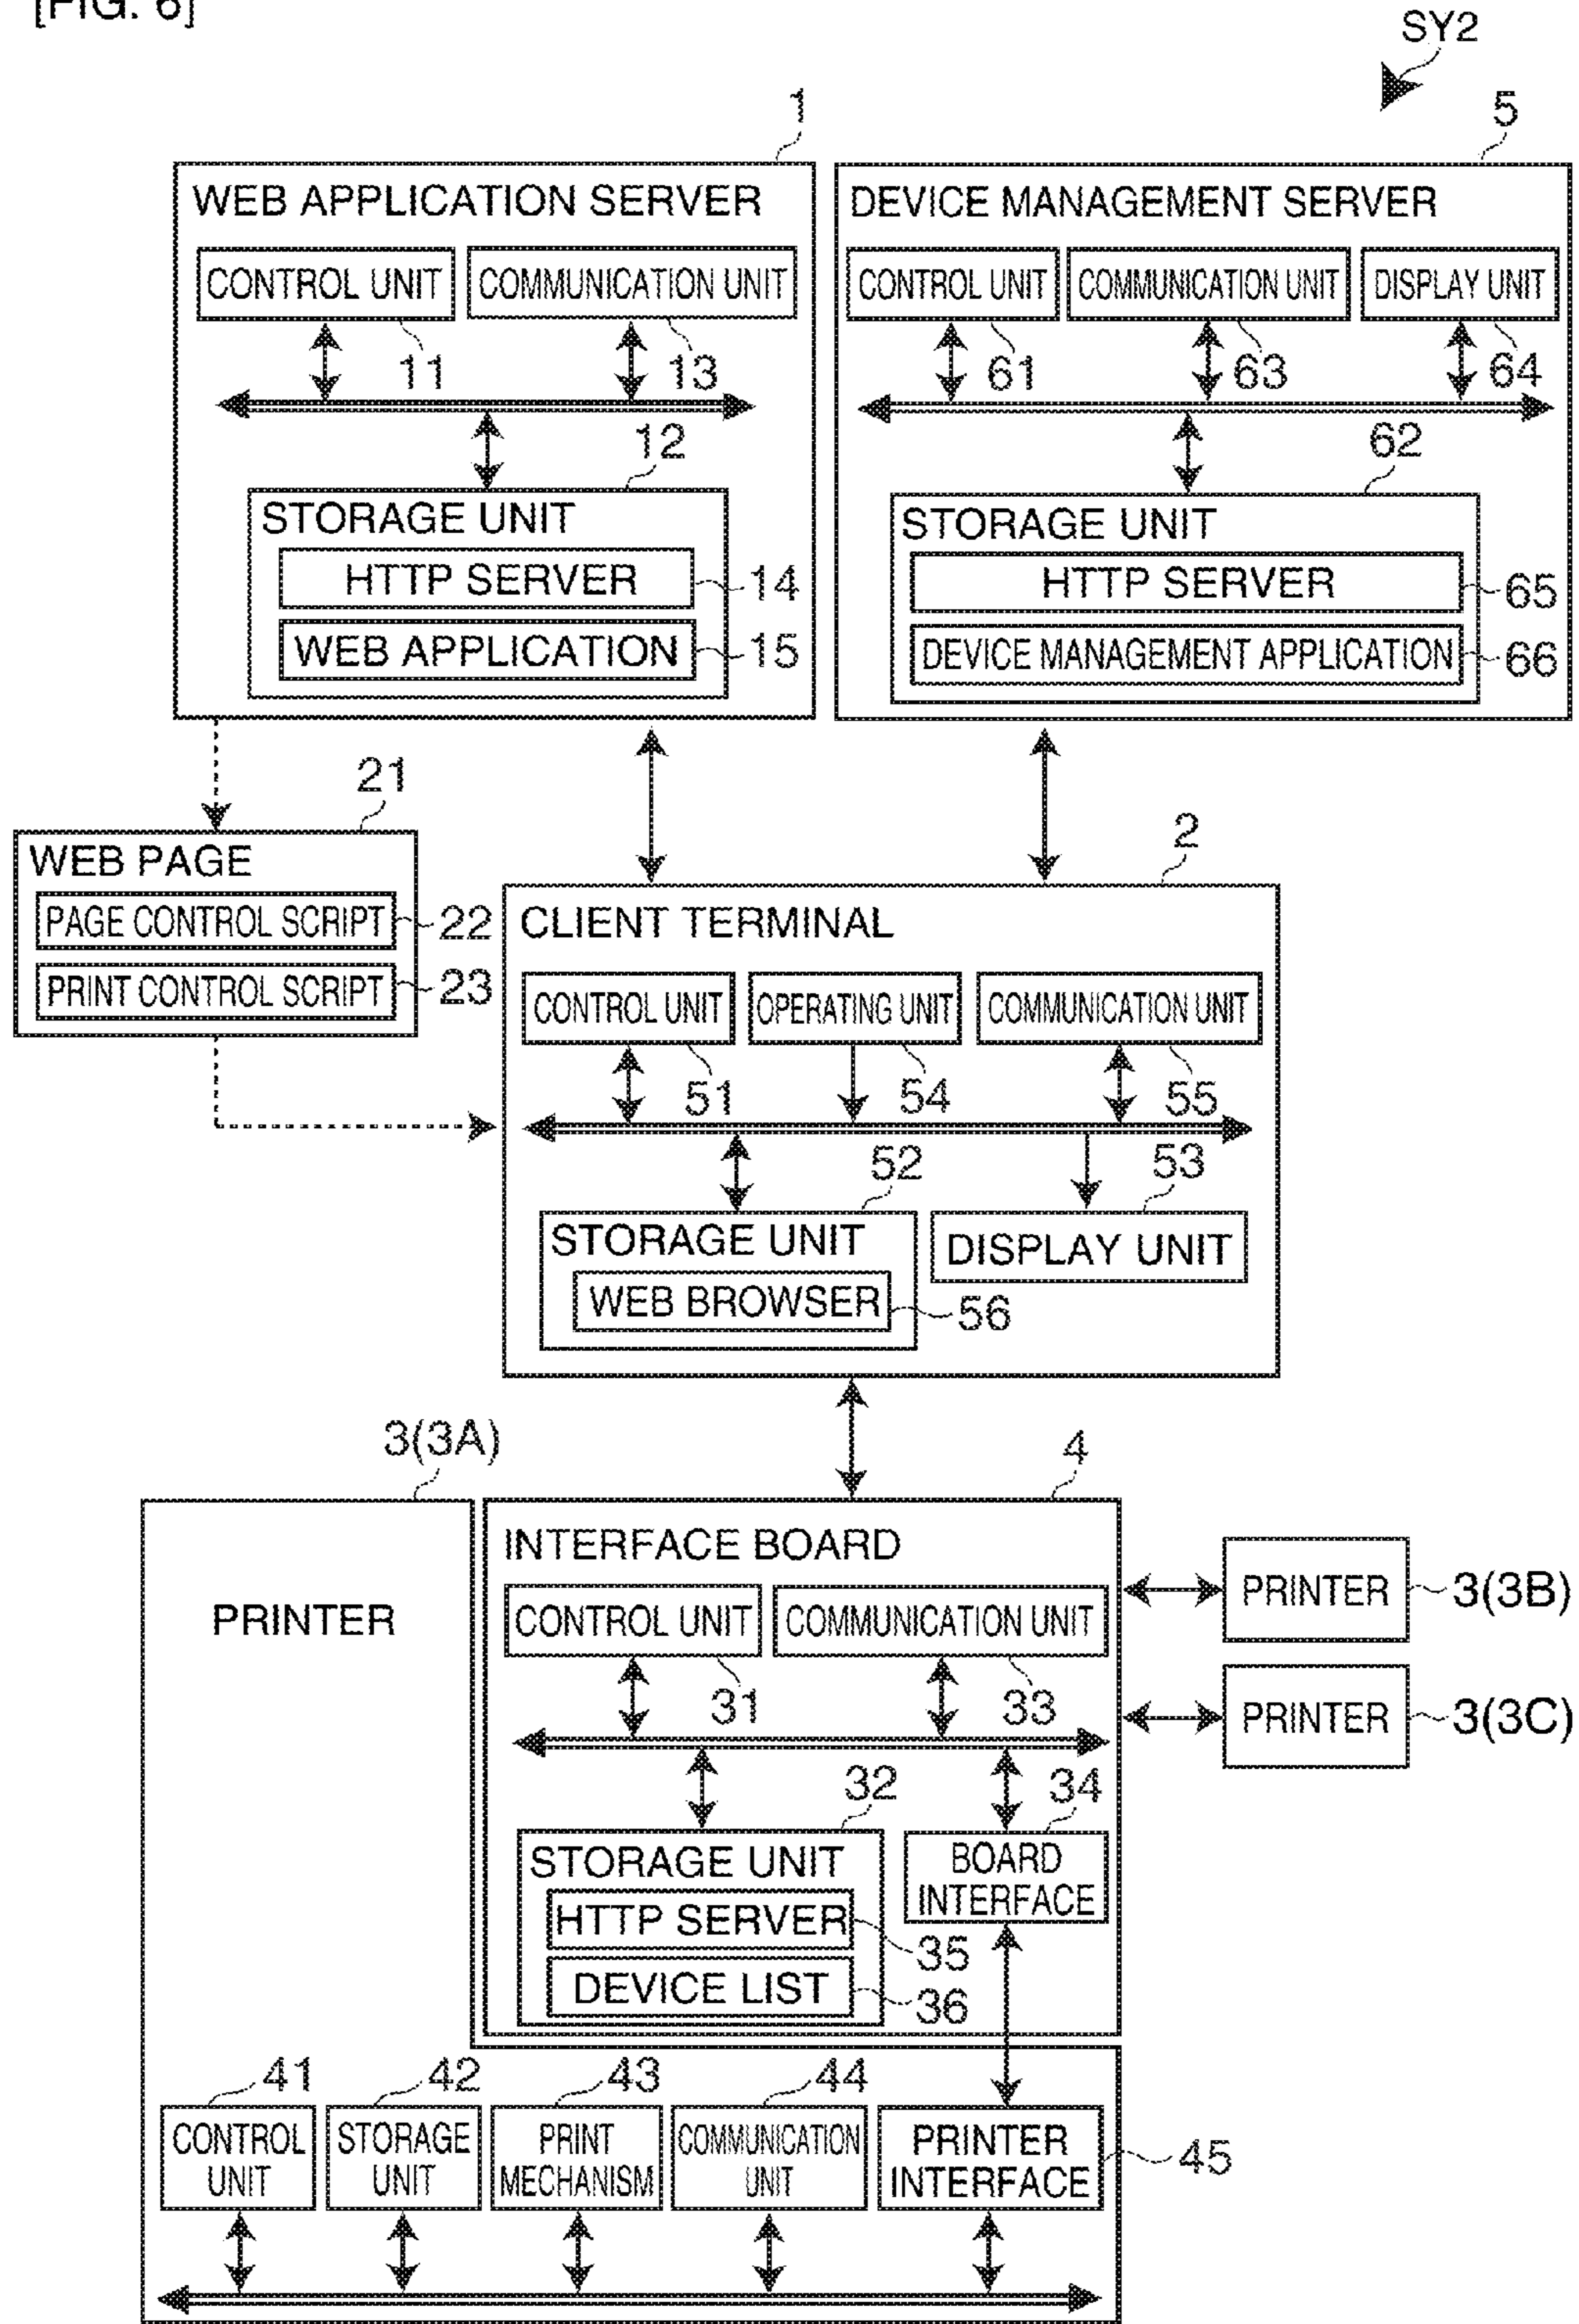 [FIG. 6]
SY2
1
5
WEB APPLICATION SERVER
CONTROL UNIT
COMMUNICATION UNIT
11
13
12
STORAGE UNIT
HTTP SERVER
14
WEB APPLICATION
15
DEVICE MANAGEMENT SERVER
CONTROL UNIT
COMMUNICATION UNIT
DISPLAY UNIT
61
63
64
62
STORAGE UNIT
HTTP SERVER
65
DEVICE MANAGEMENT APPLICATION
66
21
WEB PAGE
PAGE CONTROL SCRIPT
22
PRINT CONTROL SCRIPT
23
2
CLIENT TERMINAL
CONTROL UNIT
OPERATING UNIT
COMMUNICATION UNIT
51
54
55
52
53
STORAGE UNIT
WEB BROWSER
56
DISPLAY UNIT
3(3A)
PRINTER
4
INTERFACE BOARD
CONTROL UNIT
COMMUNICATION UNIT
31
33
32
34
STORAGE UNIT
HTTP SERVER
35
DEVICE LIST
36
BOARD
INTERFACE
PRINTER
3(3B)
PRINTER
3(3C)
41
42
43
44
CONTROL
UNIT
STORAGE
UNIT
PRINT
MECHANISM
COMMUNICATION
UNIT
PRINTER
INTERFACE
45